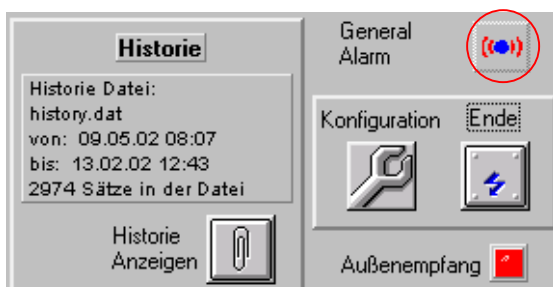 Historie
Historie Datei:
history.dat
von: 09.05.02 08:07
bis: 13.02.02 12:43
2974 Sätze in der Datei
Historie
Anzeigen
General
Alarm
Konfiguration
Ende
Außenempfang